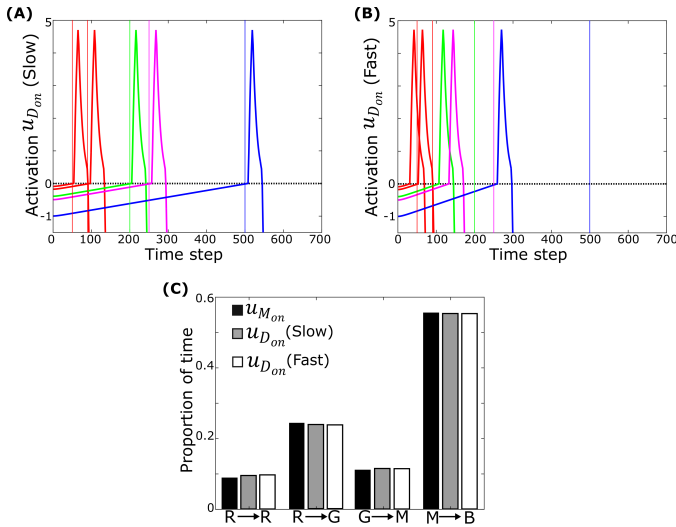 (A)
Activation u_{D_{on}} (Slow)
5
0
-1
0 100 200 300 400 500 600 700
Time step
(B)
Activation u_{D_{on}} (Fast)
5
0
-1
0 100 200 300 400 500 600 700
Time step
(C)
Proportion of time
0.6
0.4
0.2
0
u_{M_{on}}
u_{D_{on}}(Slow)
u_{D_{on}}(Fast)
R→R R→G G→M M→B